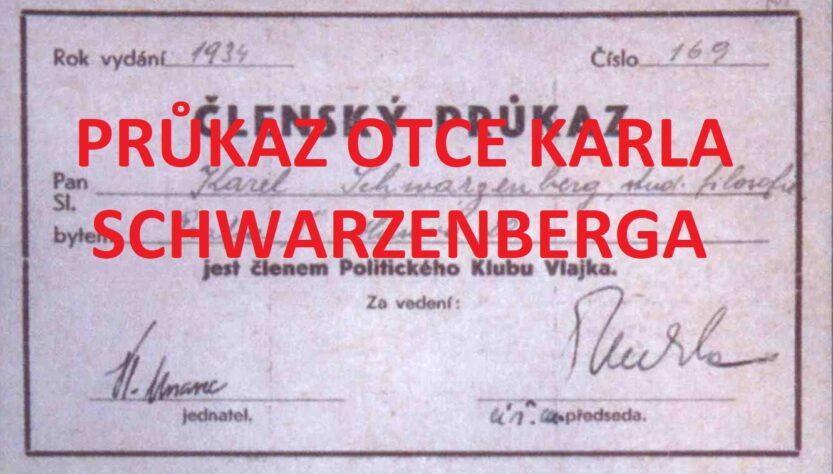 Rok vydání 1934 Číslo 169
ČLENSKÝ PRŮKAZ
PRŮKAZ OTCE KARLA
Pan Karel Schwarzenberg, stud. filosofie
Sl.
SCHWARZENBERGA
bytem
jest členem Politického Klubu Vlajka.
Za vedení:
jednatel. předseda.